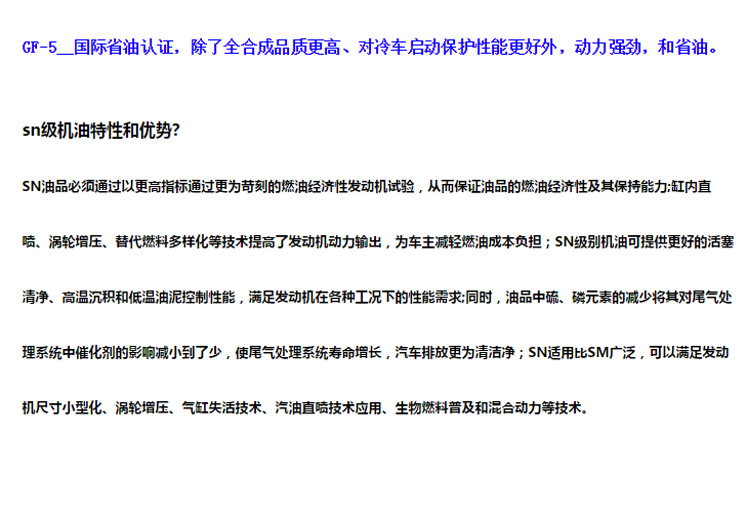 GF-5__国际省油认证，除了全合成品质更高、对冷车启动保护性能更好外，动力强劲，和省油。
sn级机油特性和优势?
SN油品必须通过以更高指标通过更为苛刻的燃油经济性发动机试验，从而保证油品的燃油经济性及其保持能力;缸内直
喷、涡轮增压、替代燃料多样化等技术提高了发动机动力输出，为车主减轻燃油成本负担；SN级别机油可提供更好的活塞
清净、高温沉积和低温油泥控制性能，满足发动机在各种工况下的性能需求;同时，油品中硫、磷元素的减少将其对尾气处
理系统中催化剂的影响减小到了少，使尾气处理系统寿命增长，汽车排放更为清洁净；SN适用比SM广泛，可以满足发动
机尺寸小型化、涡轮增压、气缸失活技术、汽油直喷技术应用、生物燃料普及和混合动力等技术。